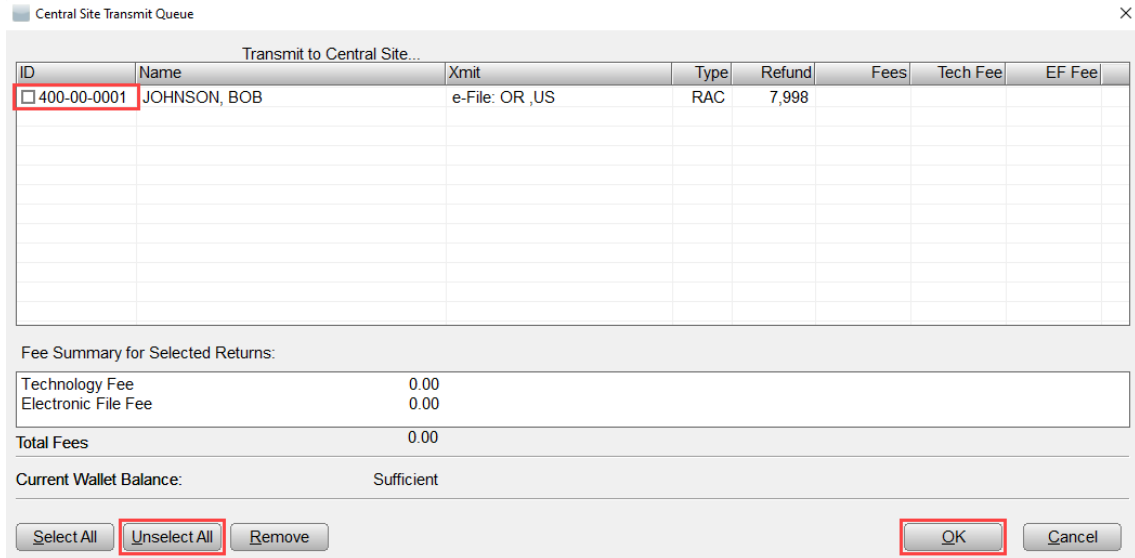 Central Site Transmit Queue
Transmit to Central Site...
ID Name Xmit Type Refund Fees Tech Fee EF Fee
400-00-0001 JOHNSON, BOB e-File: OR ,US RAC 7,998
Fee Summary for Selected Returns:
Technology Fee 0.00
Electronic File Fee 0.00
Total Fees 0.00
Current Wallet Balance: Sufficient
Select All Unselect All Remove OK Cancel